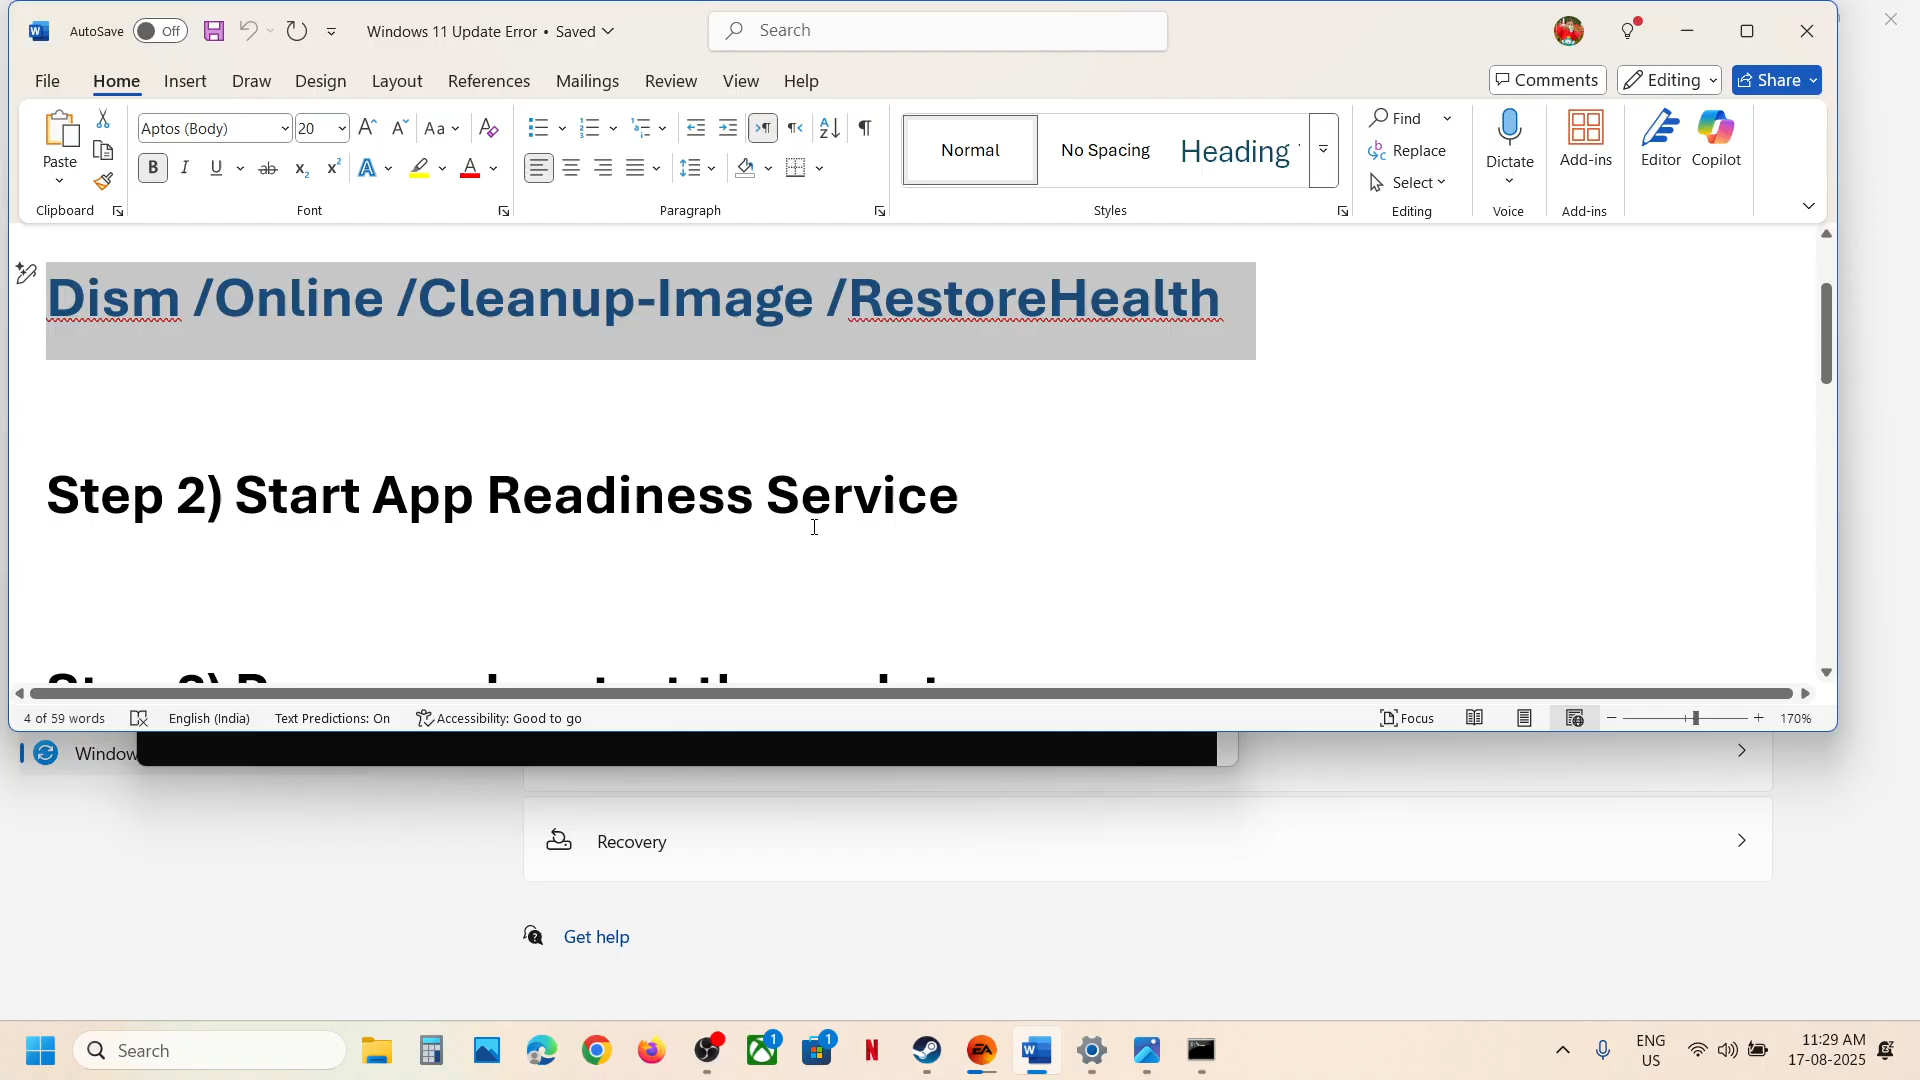 AutoSave
Off
Windows 11 Update Error • Saved
Search
File
Home
Insert
Draw
Design
Layout
References
Mailings
Review
View
Help
Comments
Editing
Share
Paste
Clipboard
Aptos (Body)
20
Font
Paragraph
Normal
No Spacing
Heading
Styles
Find
Replace
Select
Editing
Dictate
Voice
Add-ins
Add-ins
Editor
Copilot
Dism /Online /Cleanup-Image /RestoreHealth
Step 2) Start App Readiness Service
4 of 59 words
English (India)
Text Predictions: On
Accessibility: Good to go
Focus
170%
Window
Recovery
Get help
Search
ENG
US
11:29 AM
17-08-2025